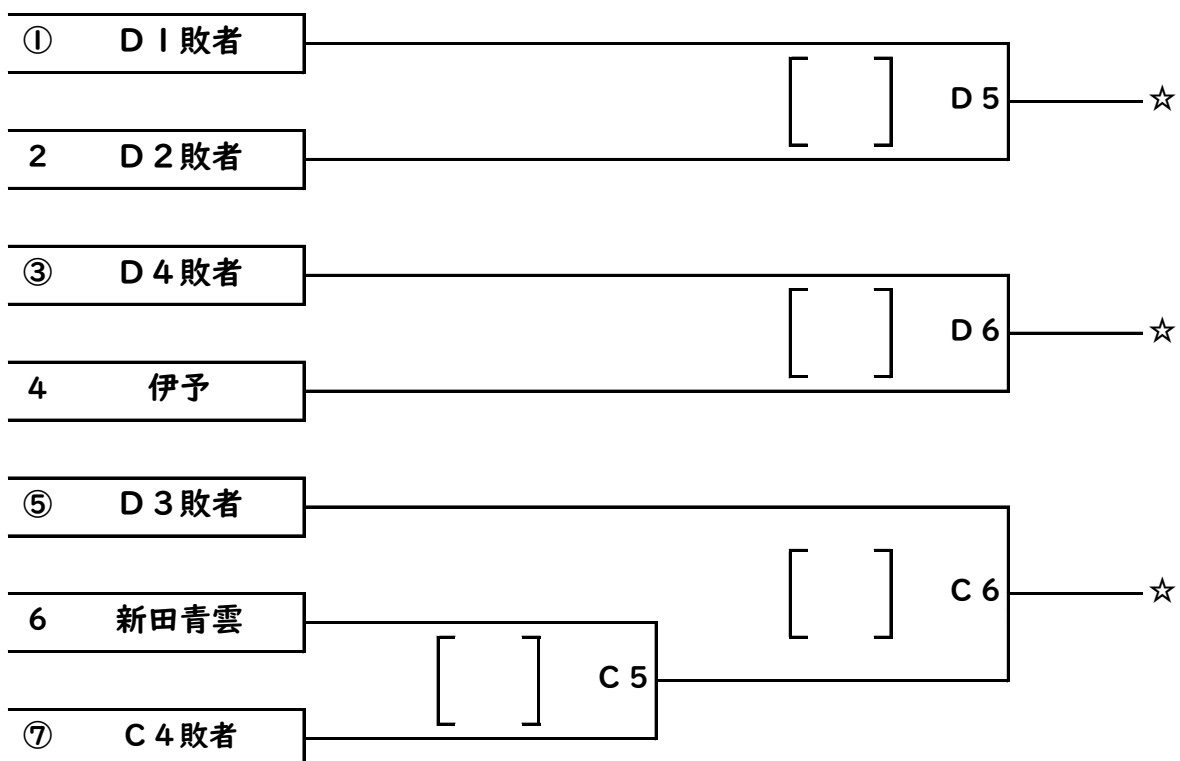 ① D1敗者
D5 ☆
2 D2敗者
③ D4敗者
D6 ☆
4 伊予
⑤ D3敗者
C6 ☆
6 新田青雲
C5
⑦ C4敗者